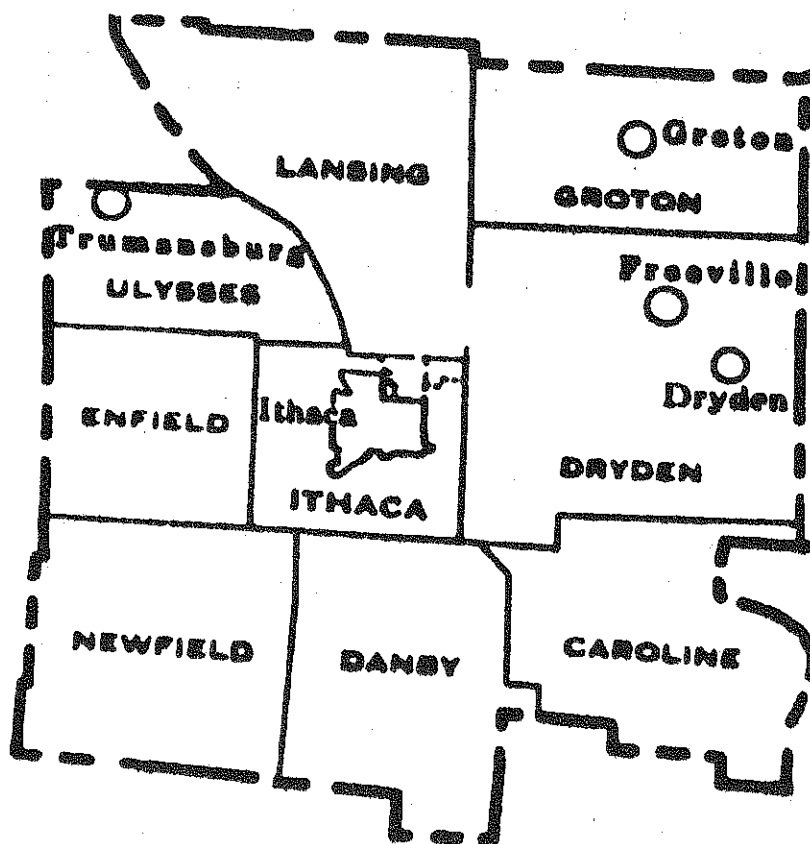 LANSING
Groton
GROTON
Trumansburg
ULYSSES
Freeville
ENFIELD
Ithaca
Dryden
DRYDEN
ITHACA
NEWFIELD
DANBY
CAROLINE